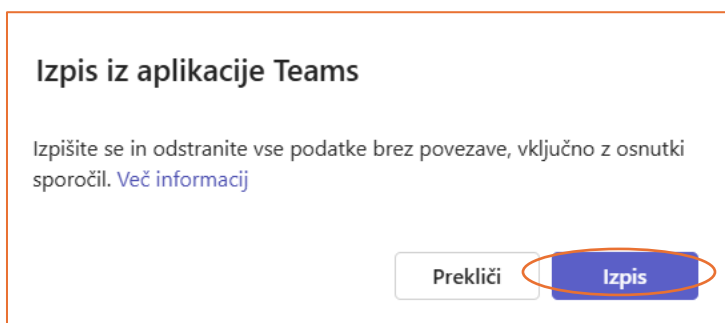 Izpis iz aplikacije Teams
Izpišite se in odstranite vse podatke brez povezave, vključno z osnutki
sporočil. Več informacij
Prekliči Izpis